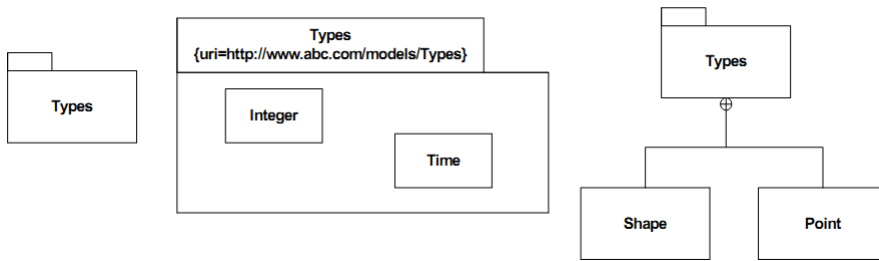 Types
Types
{uri=http://www.abc.com/models/Types}
Integer
Time
Types
Shape
Point